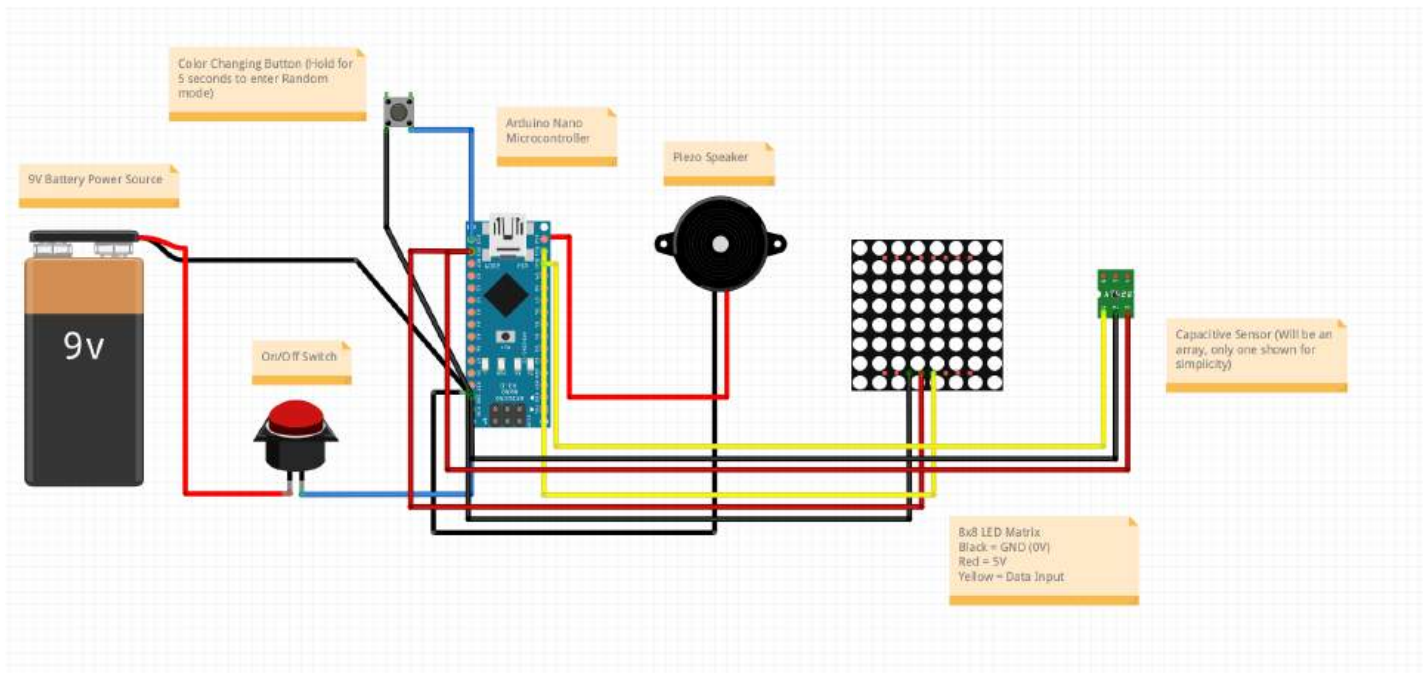 Color Changing Button (Hold for
5 seconds to enter Random
mode)
Arduino Nano
Microcontroller
Piezo Speaker
9V Battery Power Source
9v
On/Off Switch
Capacitive Sensor (Will be an
array, only one shown for
simplicity)
8x8 LED Matrix
Black = GND (0V)
Red = 5V
Yellow = Data Input